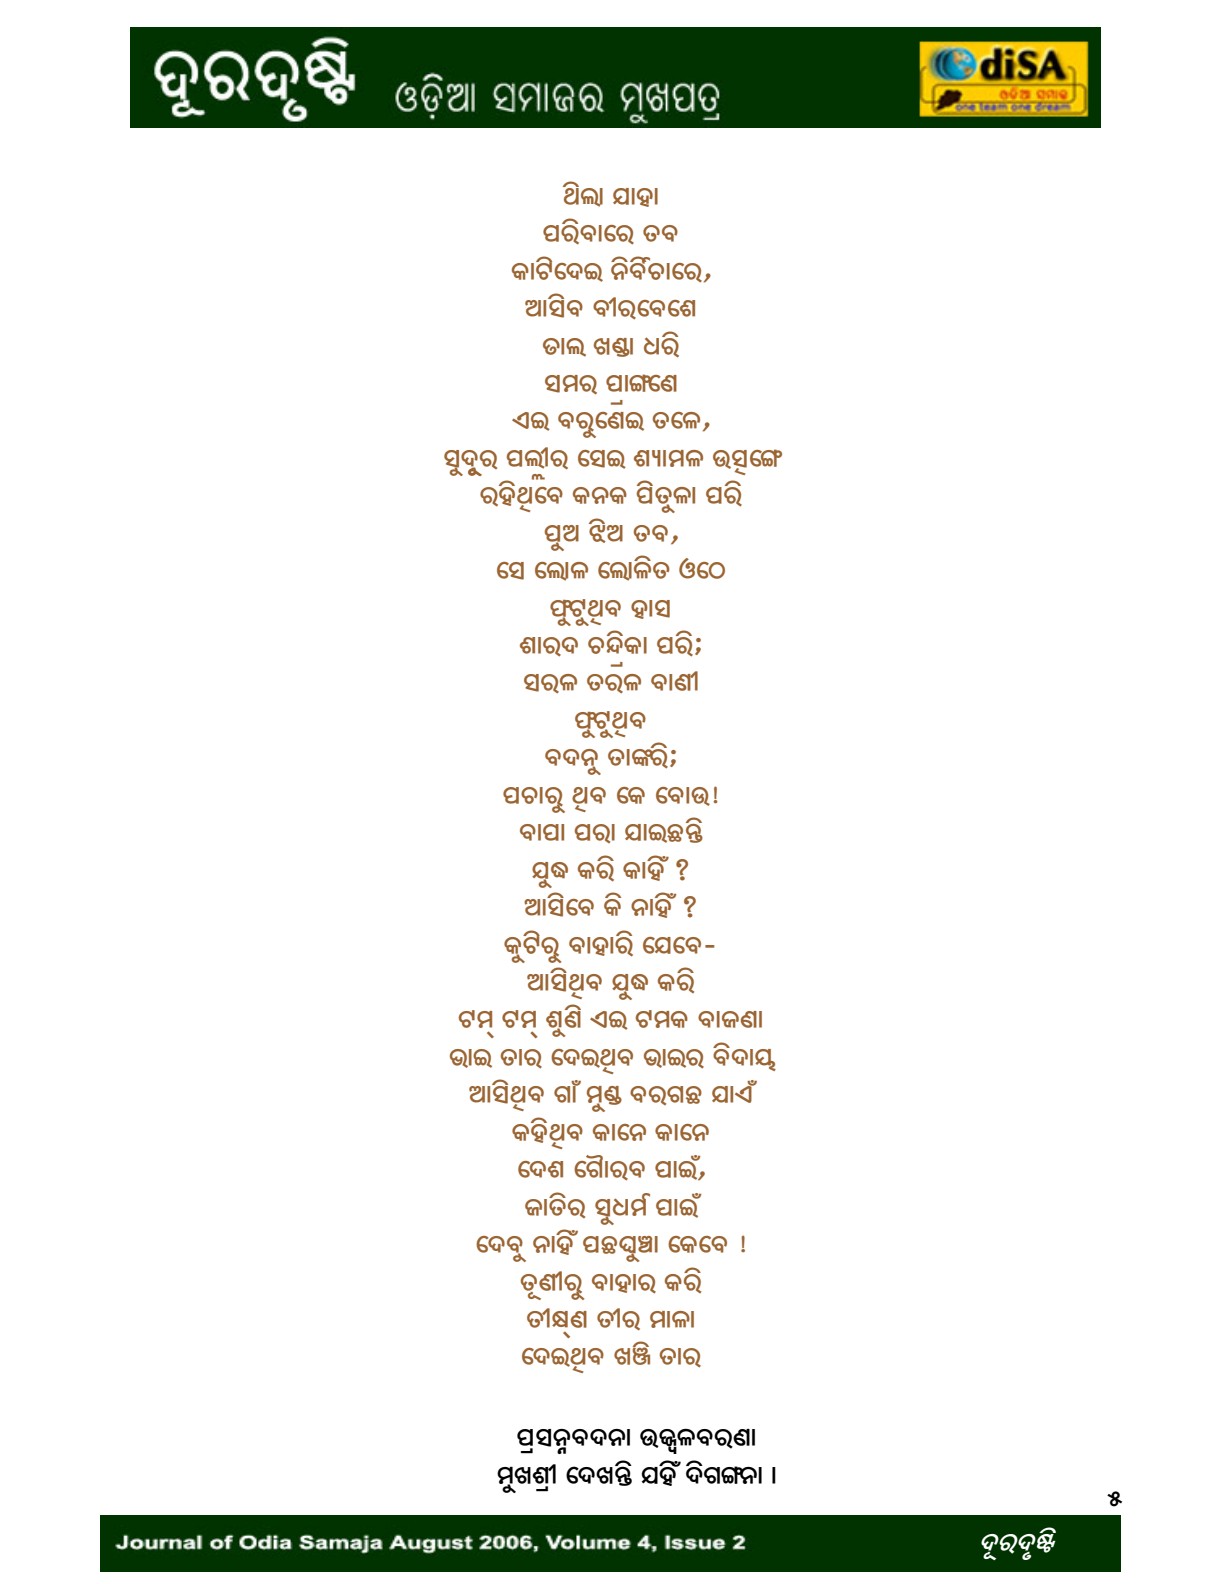 ଦୂରଦୃଷ୍ଟି ଓଡ଼ିଆ ସମାଜର ମୁଖପତ୍ର
OdiSA
ଓଡ଼ିଆ ସମାଜ
one team one dream
ଥିଲା ଯାହା
ପରିବାରେ ତବ
କାଟିଦେଇ ନିର୍ବିଚାରେ,
ଆସିବ ବୀରବେଶେ
ଡାଲ ଖଣ୍ଡା ଧରି
ସମର ପ୍ରାଙ୍ଗଣେ
ଏଇ ବରୁଣେଇ ତଳେ,
ସୁଦୂର ପଲ୍ଲୀର ସେଇ ଶ୍ୟାମଳ ଉତ୍ସଙ୍ଗେ
ରହିଥିବେ କନକ ପିତୁଳା ପରି
ପୁଅ ଝିଅ ତବ,
ସେ ଲୋଳ ଲୋଳିତ ଓଁଠେ
ଫୁଟୁଥିବ ହାସ
ଶାରଦ ଚନ୍ଦ୍ରିକା ପରି;
ସରଳ ତରଳ ବାଣୀ
ଫୁଟୁଥିବ
ବଦନୁ ତାଙ୍କରି;
ପଚାରୁ ଥିବ କେ ବୋଉ!
ବାପା ପରା ଯାଇଛନ୍ତି
ଯୁଦ୍ଧ କରି କାହିଁ ?
ଆସିବେ କି ନାହିଁ ?
କୁଟିରୁ ବାହାରି ଯେବେ-
ଆସିଥିବ ଯୁଦ୍ଧ କରି
ଟମ୍ ଟମ୍ ଶୁଣି ଏଇ ଟମକ ବାଜଣା
ଭାଇ ତାର ଦେଇଥିବ ଭାଇର ବିଦାୟ
ଆସିଥିବ ଗାଁ ମୁଣ୍ଡ ବରଗଛ ଯାଏଁ
କହିଥିବ କାନେ କାନେ
ଦେଶ ଗୌରବ ପାଇଁ,
ଜାତିର ସୁଧର୍ମ ପାଇଁ
ଦେବୁ ନାହିଁ ପଛଘୁଞ୍ଚା କେବେ !
ତୂଣୀରୁ ବାହାର କରି
ତୀକ୍ଷ୍ଣ ତୀର ମାଳା
ଦେଇଥିବ ଖଞ୍ଜି ତାର
ପ୍ରସନ୍ନବଦନା ଉଜ୍ଜ୍ୱଳବରଣା
ମୁଖଶ୍ରୀ ଦେଖନ୍ତି ଯହିଁ ଦିଗଙ୍ଗନା ।
୫
Journal of Odia Samaja August 2006, Volume 4, Issue 2 ଦୂରଦୃଷ୍ଟି